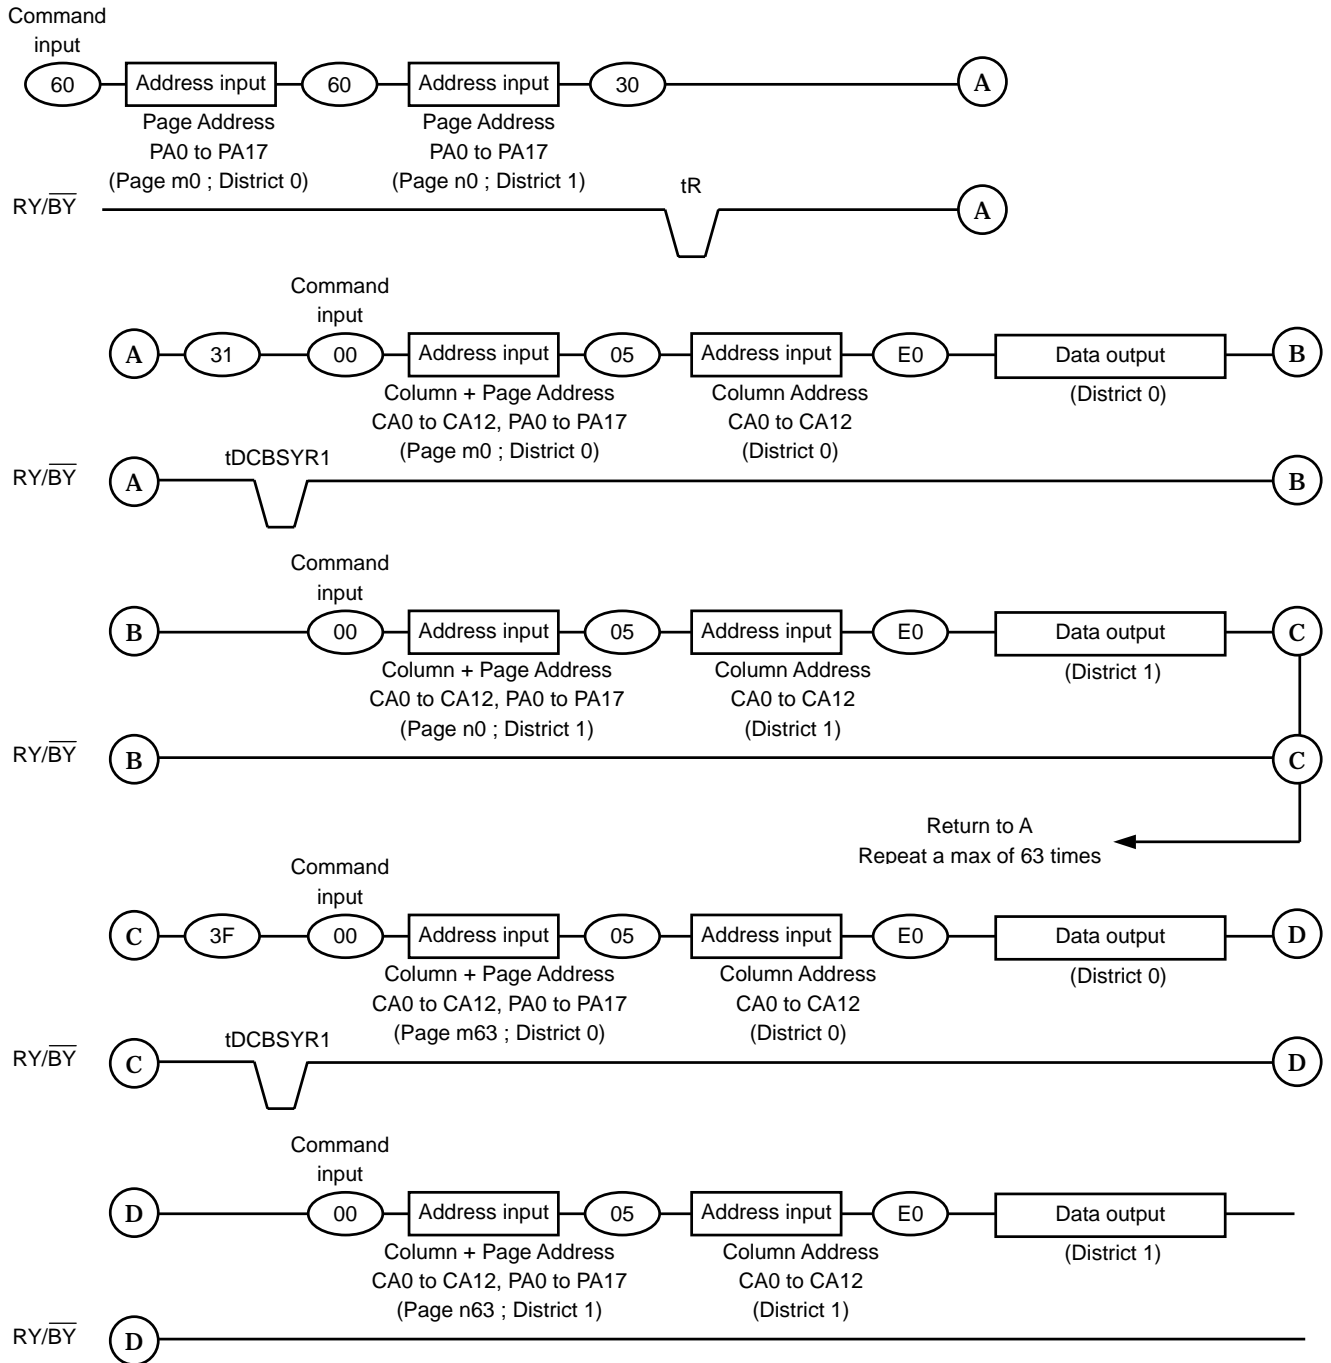 Command
input
60 Address input 60 Address input 30 A
Page Address Page Address
PA0 to PA17 PA0 to PA17
(Page m0 ; District 0) (Page n0 ; District 1)
tR
RY/BY A
Command
input
A 31 00 Address input 05 Address input E0 Data output B
Column + Page Address Column Address (District 0)
CA0 to CA12, PA0 to PA17 CA0 to CA12
(Page m0 ; District 0) (District 0)
tDCBSYR1
RY/BY A B
Command
input
B 00 Address input 05 Address input E0 Data output C
Column + Page Address Column Address (District 1)
CA0 to CA12, PA0 to PA17 CA0 to CA12
(Page n0 ; District 1) (District 1)
RY/BY B C
Return to A
Repeat a max of 63 times
Command
input
C 3F 00 Address input 05 Address input E0 Data output D
Column + Page Address Column Address (District 0)
CA0 to CA12, PA0 to PA17 CA0 to CA12
(Page m63 ; District 0) (District 0)
tDCBSYR1
RY/BY C D
Command
input
D 00 Address input 05 Address input E0 Data output
Column + Page Address Column Address (District 1)
CA0 to CA12, PA0 to PA17 CA0 to CA12
(Page n63 ; District 1) (District 1)
RY/BY D